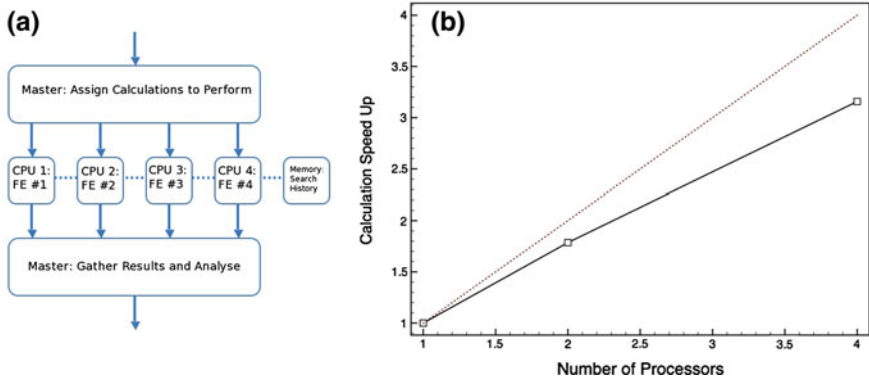 (a)
Master: Assign Calculations to Perform
CPU 1:
FE #1
CPU 2:
FE #2
CPU 3:
FE #3
CPU 4:
FE #4
Memory:
Search
History
Master: Gather Results and Analyse
(b)
Calculation Speed Up
4
3.5
3
2.5
2
1.5
1
1
1.5
2
2.5
3
3.5
4
Number of Processors